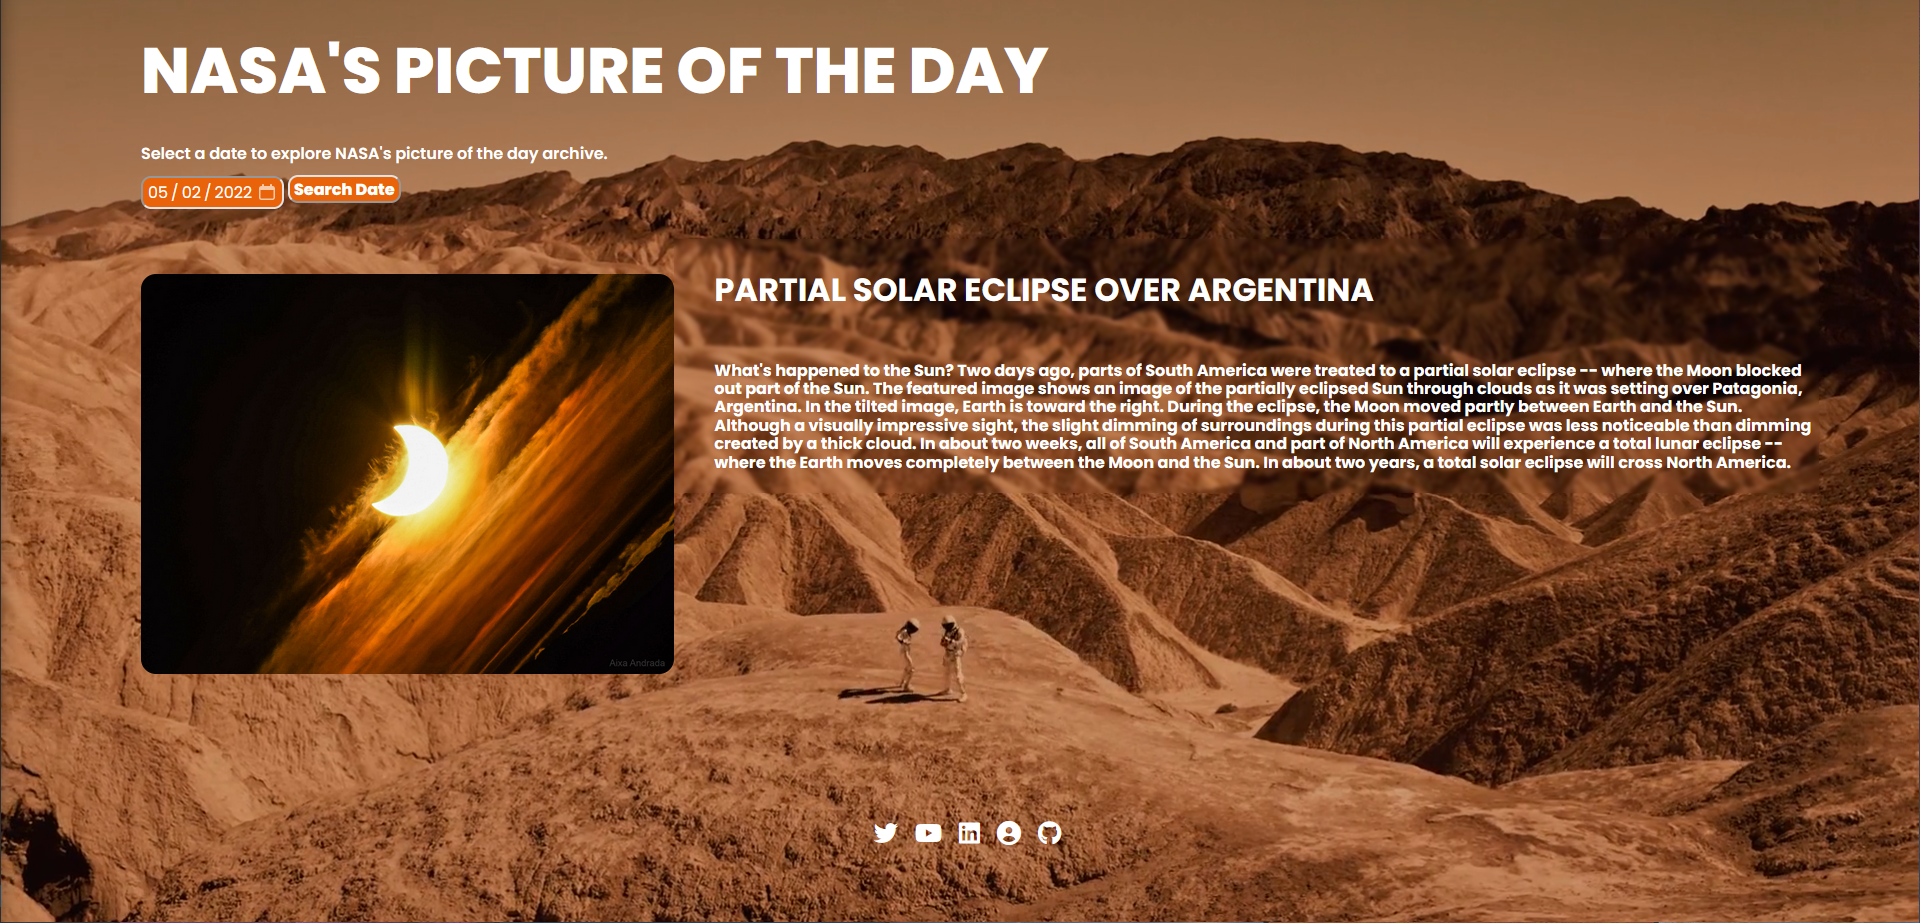 NASA'S PICTURE OF THE DAY
Select a date to explore NASA's picture of the day archive.
05 / 02 / 2022
Search Date
PARTIAL SOLAR ECLIPSE OVER ARGENTINA
What's happened to the Sun? Two days ago, parts of South America were treated to a partial solar eclipse -- where the Moon blocked
out part of the Sun. The featured image shows an image of the partially eclipsed Sun through clouds as it was setting over Patagonia,
Argentina. In the tilted image, Earth is toward the right. During the eclipse, the Moon moved partly between Earth and the Sun.
Although a visually impressive sight, the slight dimming of surroundings during this partial eclipse was less noticeable than dimming
created by a thick cloud. In about two weeks, all of South America and part of North America will experience a total lunar eclipse --
where the Earth moves completely between the Moon and the Sun. In about two years, a total solar eclipse will cross North America.
Aixa Andrada
in